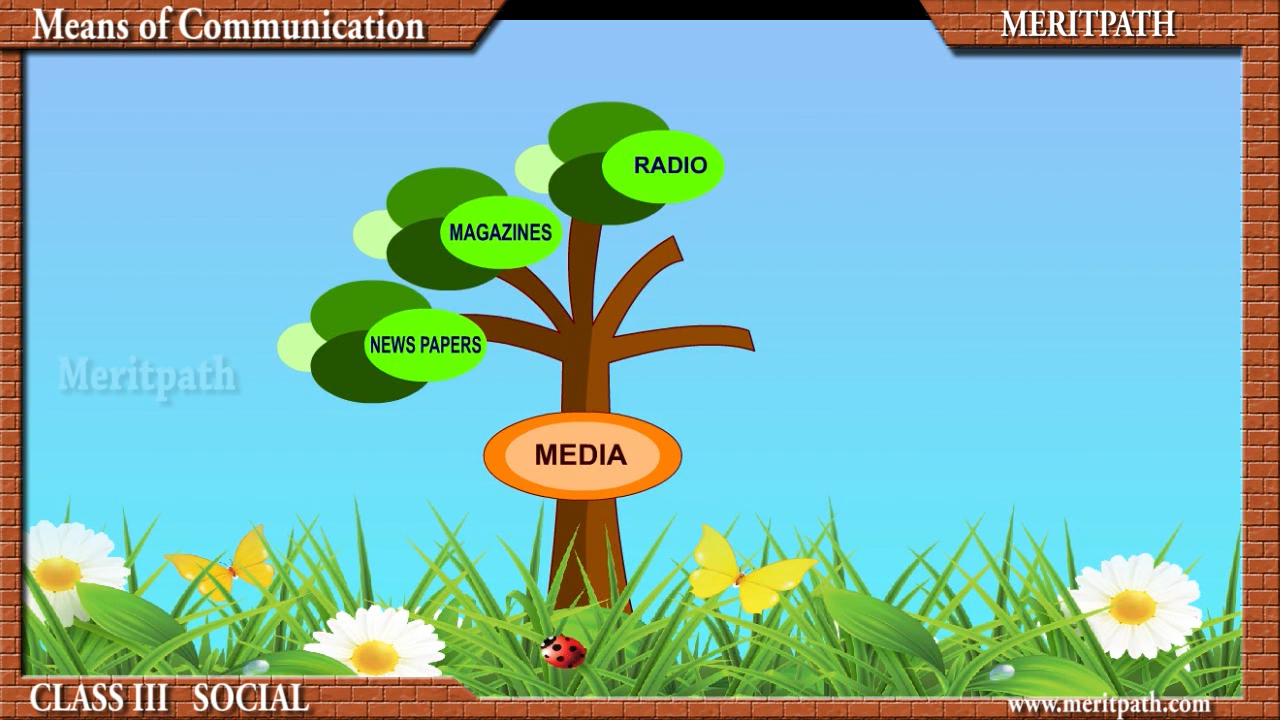 Means of Communication
MERITPATH
RADIO
MAGAZINES
NEWS PAPERS
Meritpath
MEDIA
CLASS III SOCIAL
www.meritpath.com